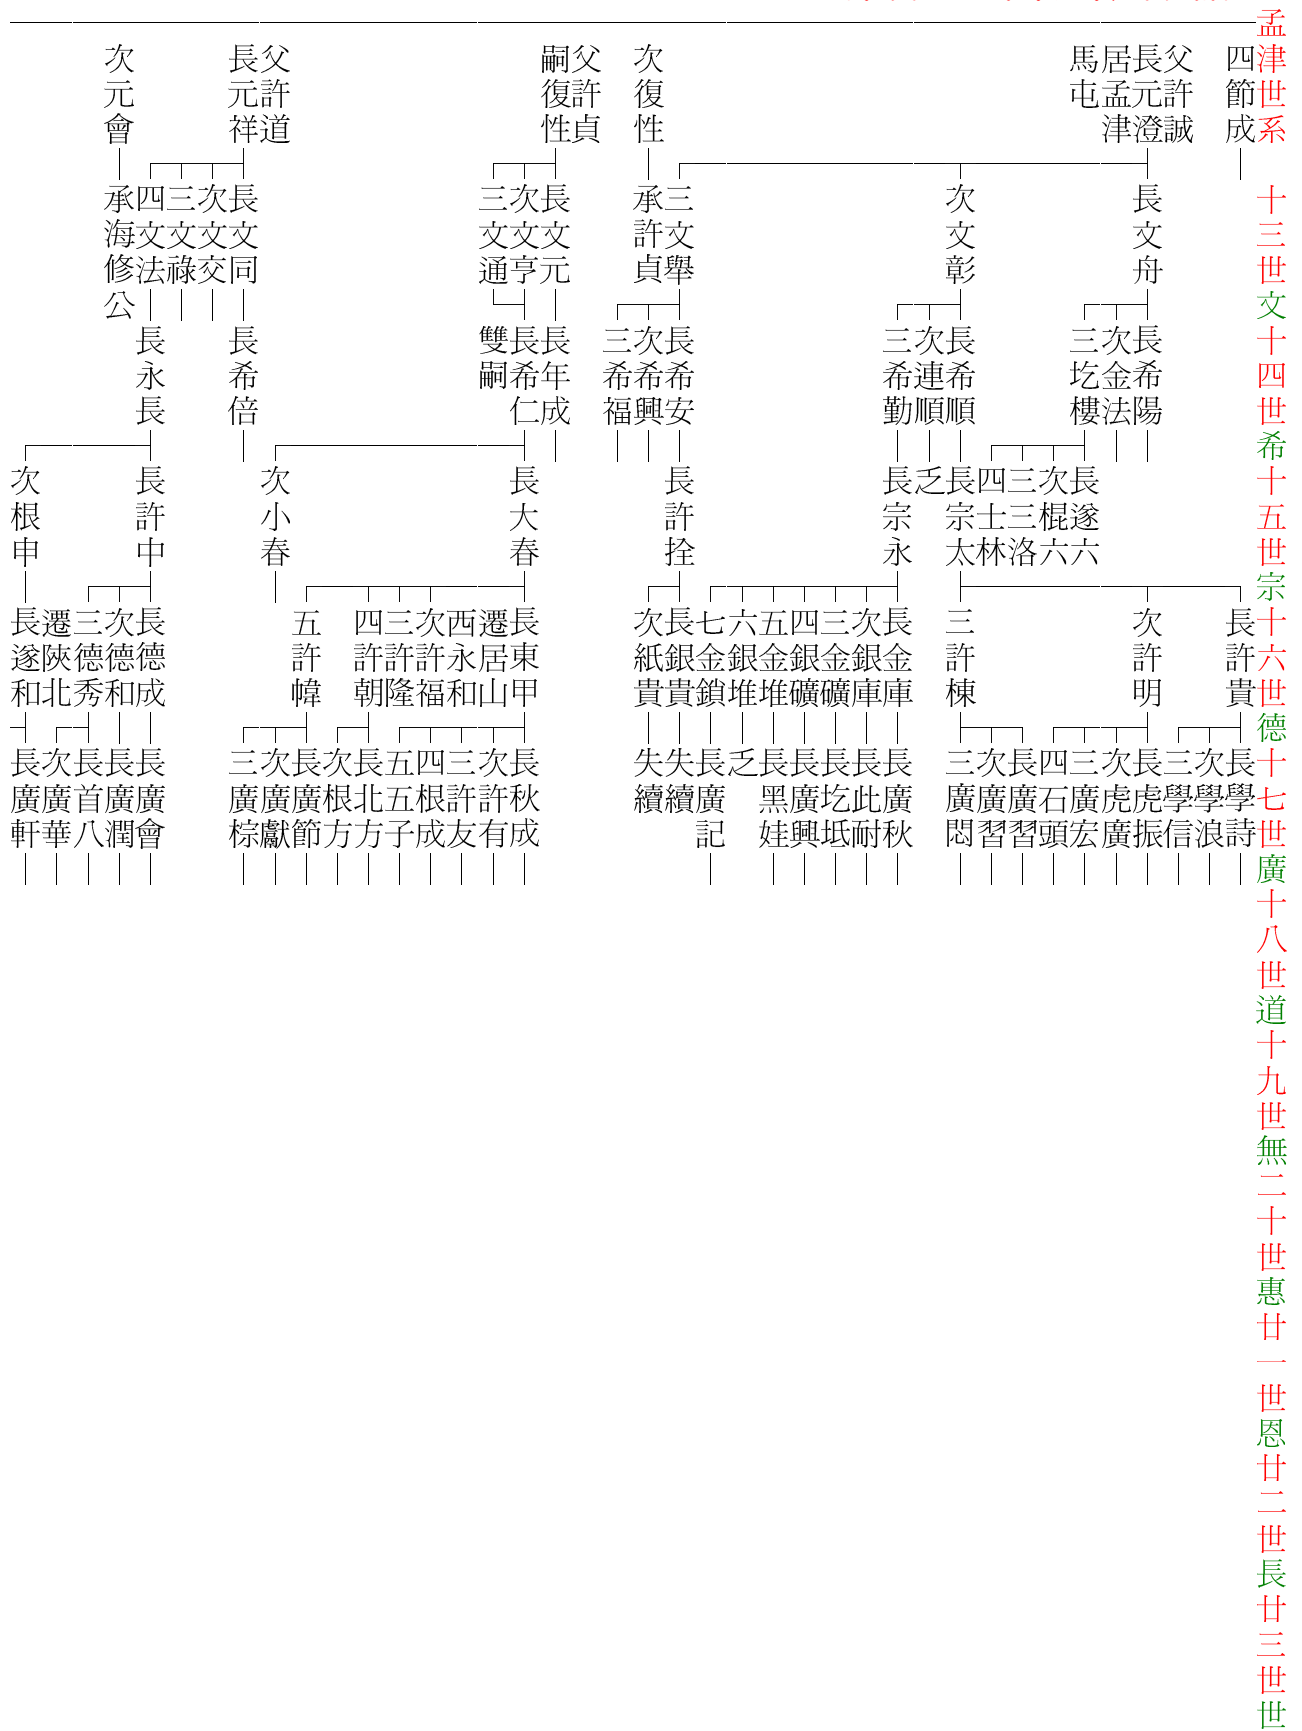 孟津世系
十三世文
十四世希
十五世宗
十六世德
十七世廣
十八世道
十九世無
二十世惠
廿一世恩
廿二世長
廿三世世
四節成
父許誠
長元澄
居孟津
馬屯
次復性
父許貞
嗣復性
父許道
長元祥
次元會
長文舟
次文彰
三文舉
承許貞
長文元
次文亨
三文通
長文同
次文交
三文祿
四文法
承海修公
長希陽
次金法
三圪樓
長希順
次連順
三希勤
長希安
次希興
三希福
長年成
長希仁
雙嗣
長希倍
長永長
長遂六
次棍六
三三洛
四士林
長宗太
乏
長宗永
長許拴
長大春
次小春
長許中
次根申
長許貴
次許明
三許棟
長金庫
次銀庫
三金礦
四銀礦
五金堆
六銀堆
七金鎖
長銀貴
次紙貴
長東甲
遷居山
西永和
次許福
三許隆
四許朝
五許幃
長德成
次德和
三德秀
遷陝北
長遂和
長學詩
次學浪
三學信
長虎振
次虎廣
三廣宏
四石頭
長廣習
次廣習
三廣悶
長廣秋
長此耐
長圪坻
長廣興
長黑娃
乏
長廣記
失續
失續
長秋成
次許有
三許友
四根成
五五子
長北方
次根方
長廣節
次廣獻
三廣棕
長廣會
長廣潤
長首八
次廣華
長廣軒